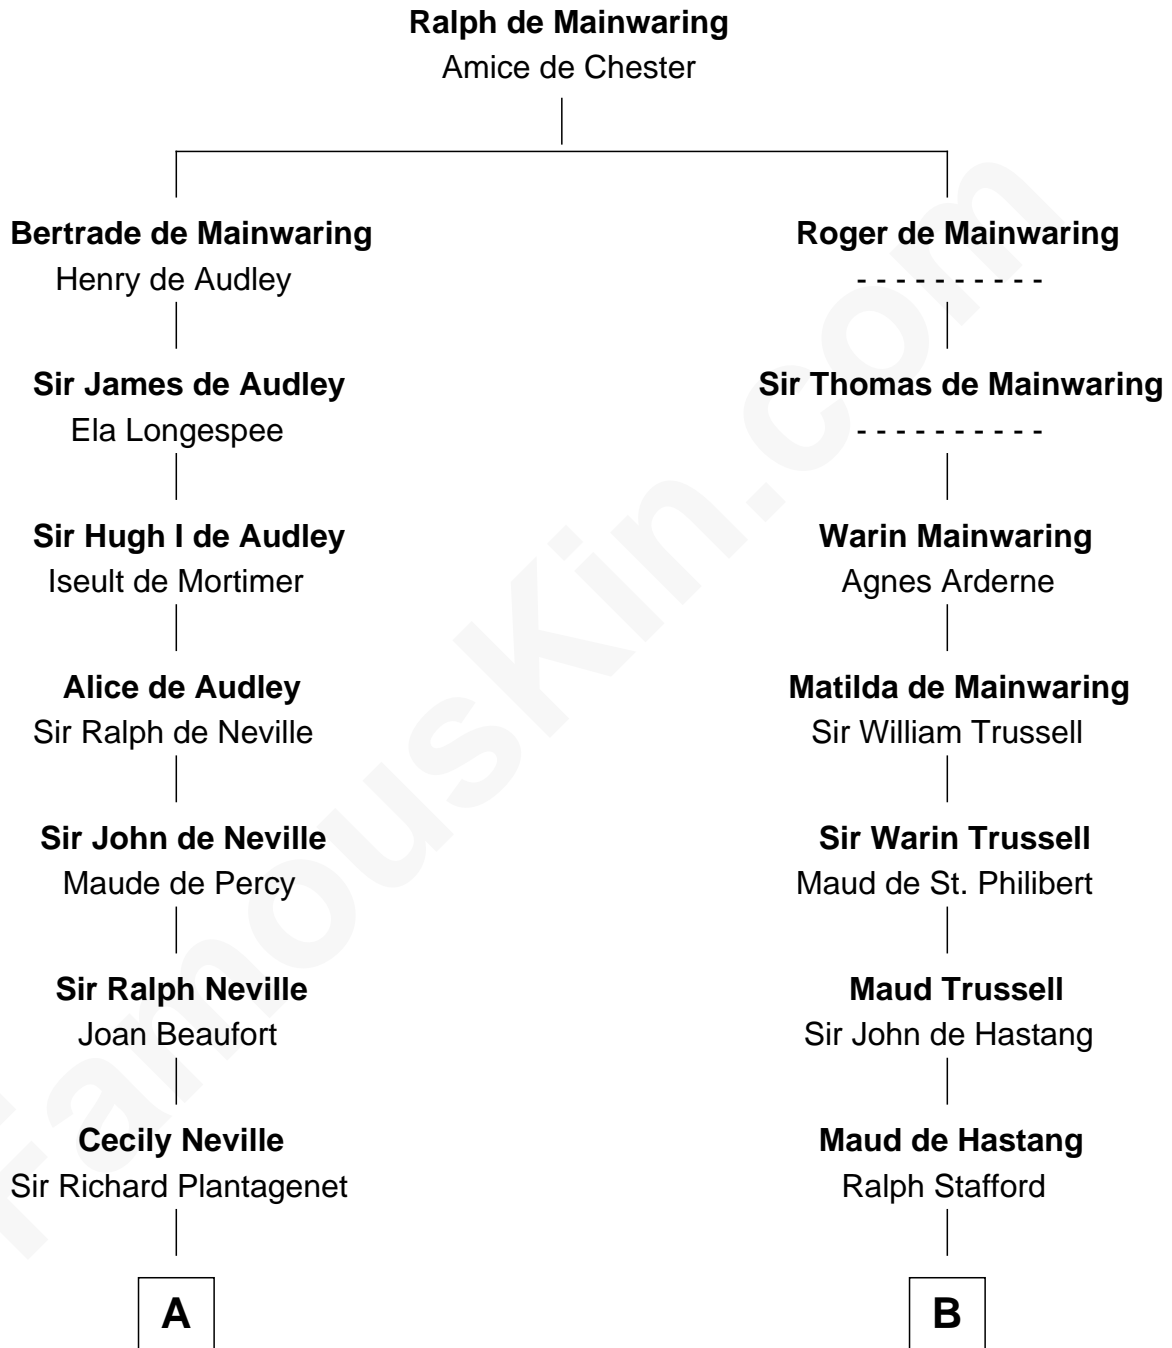 Ralph de Mainwaring
Amice de Chester
Bertrade de Mainwaring
Henry de Audley
Sir James de Audley
Ela Longespee
Sir Hugh I de Audley
Iseult de Mortimer
Alice de Audley
Sir Ralph de Neville
Sir John de Neville
Maude de Percy
Sir Ralph Neville
Joan Beaufort
Cecily Neville
Sir Richard Plantagenet
A
Roger de Mainwaring
- - - - - - - - - -
Sir Thomas de Mainwaring
- - - - - - - - - -
Warin Mainwaring
Agnes Arderne
Matilda de Mainwaring
Sir William Trussell
Sir Warin Trussell
Maud de St. Philibert
Maud Trussell
Sir John de Hastang
Maud de Hastang
Ralph Stafford
B
FamousKin.com